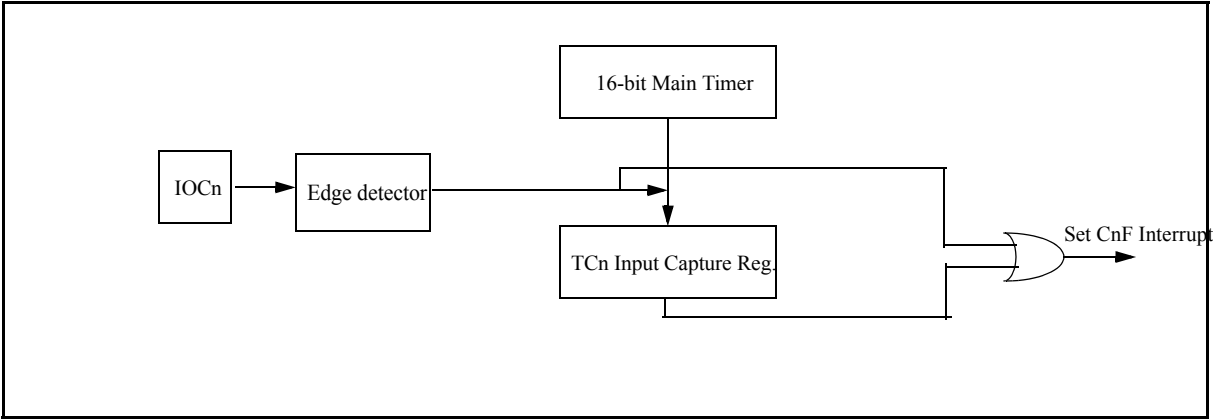 16-bit Main Timer
IOCn
Edge detector
TCn Input Capture Reg.
Set CnF Interrupt